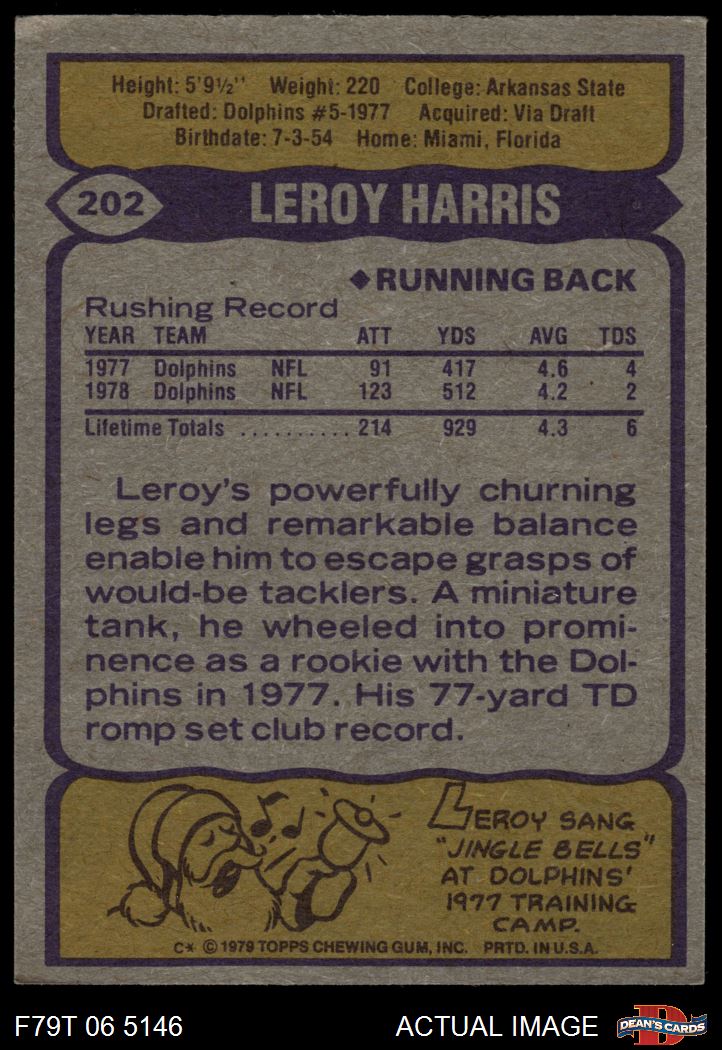 Height: 5'9½'' Weight: 220 College: Arkansas State
Drafted: Dolphins #5-1977 Acquired: Via Draft
Birthdate: 7-3-54 Home: Miami, Florida
202 LEROY HARRIS
◆RUNNING BACK
Rushing Record
YEAR TEAM ATT YDS AVG TDS
1977 Dolphins NFL 91 417 4.6 4
1978 Dolphins NFL 123 512 4.2 2
Lifetime Totals .......... 214 929 4.3 6
Leroy's powerfully churning
legs and remarkable balance
enable him to escape grasps of
would-be tacklers. A miniature
tank, he wheeled into promi-
nence as a rookie with the Dol-
phins in 1977. His 77-yard TD
romp set club record.
LEROY SANG
"JINGLE BELLS"
AT DOLPHINS'
1977 TRAINING
CAMP.
C* © 1979 TOPPS CHEWING GUM, INC. PRTD. IN U.S.A.
F79T 06 5146 ACTUAL IMAGE D DEAN'S CARDS